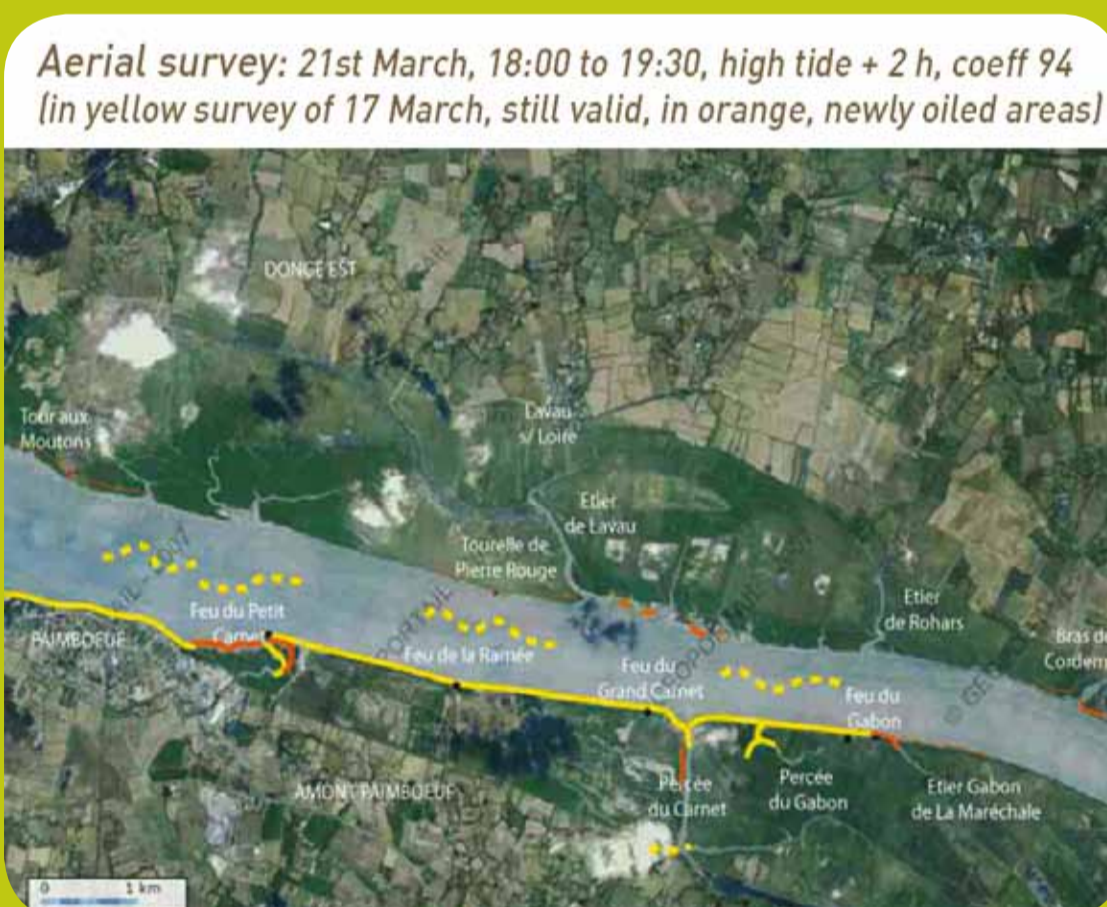 Aerial survey: 21st March, 18:00 to 19:30, high tide + 2 h, coeff 94
(in yellow survey of 17 March, still valid, in orange, newly oiled areas)
DONGE EST
Tour aux
Moutons
Lavau
s/ Loire
Etier
de Lavau
Tourelle de
Pierre Rouge
Feu du Petit
Carnet
PAIMBOEUF
Feu de la Ramée
Etier
de Rohars
Bras de
Feu du
Grand Carnet
Feu du
Gabon
AMONT PAIMBOEUF
Percée
du Carnet
Percée
du Gabon
Etier Gabon
de La Maréchale
0 1 km